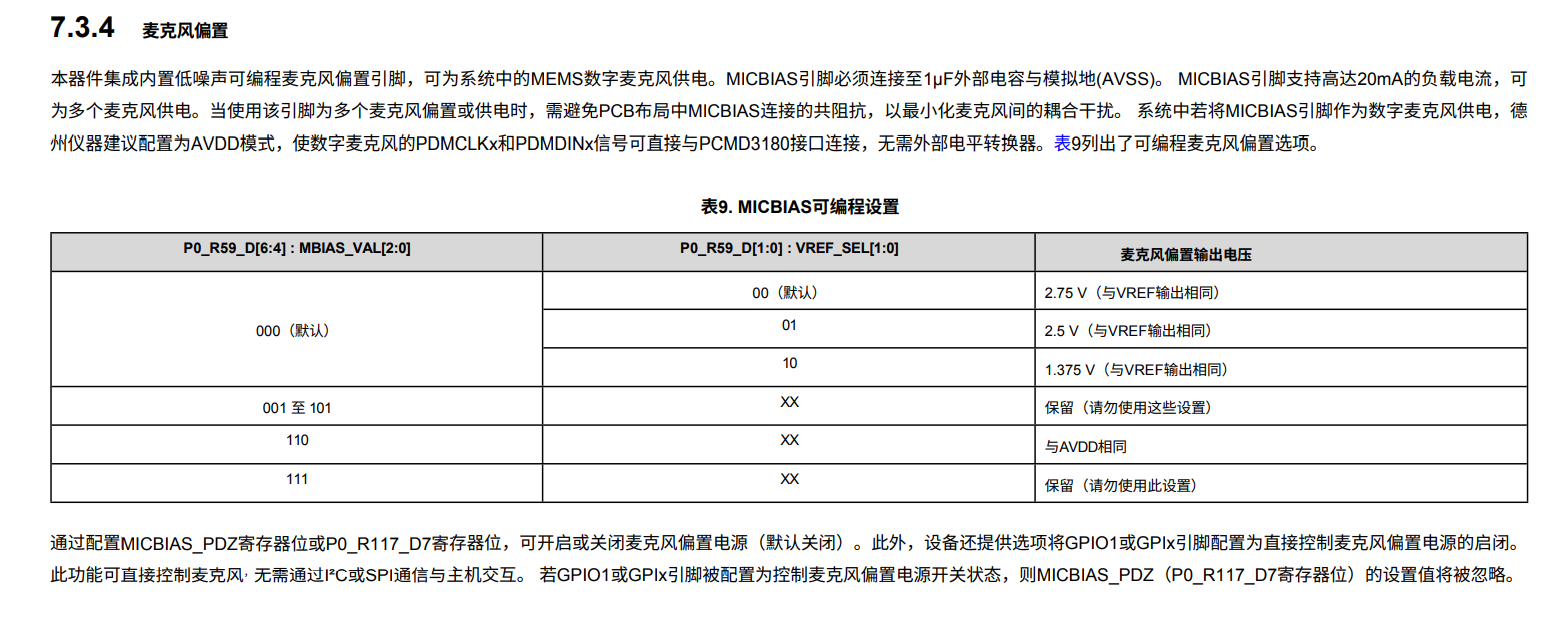 7.3.4 麦克风偏置
本器件集成内置低噪声可编程麦克风偏置引脚，可为系统中的MEMS数字麦克风供电。MICBIAS引脚必须连接至1μF外部电容与模拟地(AVSS)。 MICBIAS引脚支持高达20mA的负载电流，可
为多个麦克风供电。当使用该引脚为多个麦克风偏置或供电时，需避免PCB布局中MICBIAS连接的共阻抗，以最小化麦克风间的耦合干扰。 系统中若将MICBIAS引脚作为数字麦克风供电，德
州仪器建议配置为AVDD模式，使数字麦克风的PDMCLKx和PDMDINx信号可直接与PCMD3180接口连接，无需外部电平转换器。表9列出了可编程麦克风偏置选项。
表9. MICBIAS可编程设置
P0_R59_D[6:4] : MBIAS_VAL[2:0] P0_R59_D[1:0] : VREF_SEL[1:0] 麦克风偏置输出电压
000（默认） 00（默认） 2.75 V（与VREF输出相同）
01 2.5 V（与VREF输出相同）
10 1.375 V（与VREF输出相同）
001 至 101 XX 保留（请勿使用这些设置）
110 XX 与AVDD相同
111 XX 保留（请勿使用此设置）
通过配置MICBIAS_PDZ寄存器位或P0_R117_D7寄存器位，可开启或关闭麦克风偏置电源（默认关闭）。此外，设备还提供选项将GPIO1或GPIx引脚配置为直接控制麦克风偏置电源的启闭。
此功能可直接控制麦克风，无需通过I²C或SPI通信与主机交互。 若GPIO1或GPIx引脚被配置为控制麦克风偏置电源开关状态，则MICBIAS_PDZ（P0_R117_D7寄存器位）的设置值将被忽略。